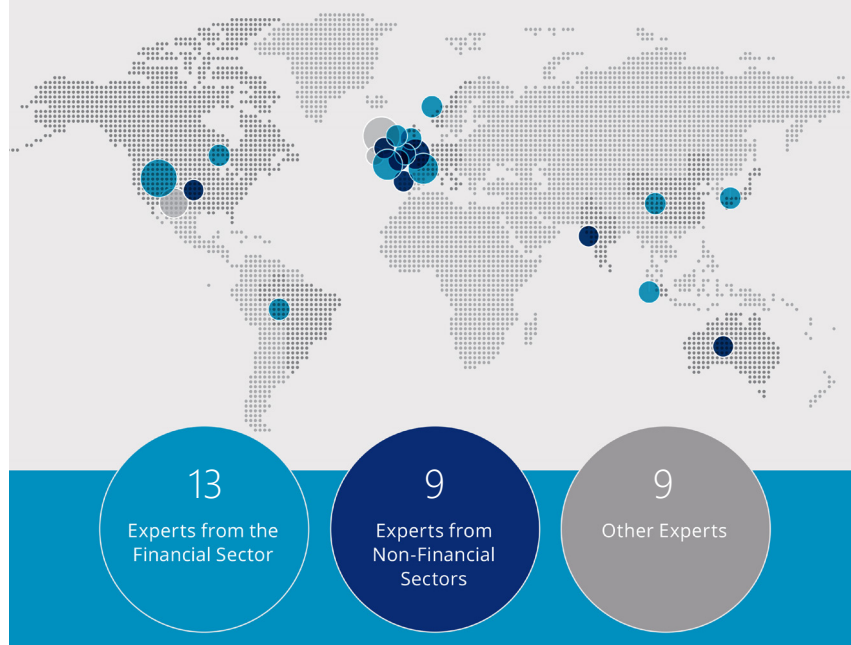 13
Experts from the
Financial Sector
9
Experts from
Non-Financial
Sectors
9
Other Experts